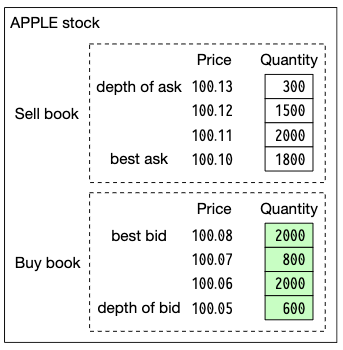 APPLE stock
Price Quantity
depth of ask 100.13 300
100.12 1500
Sell book
100.11 2000
best ask 100.10 1800
Price Quantity
best bid 100.08 2000
100.07 800
Buy book
100.06 2000
depth of bid 100.05 600